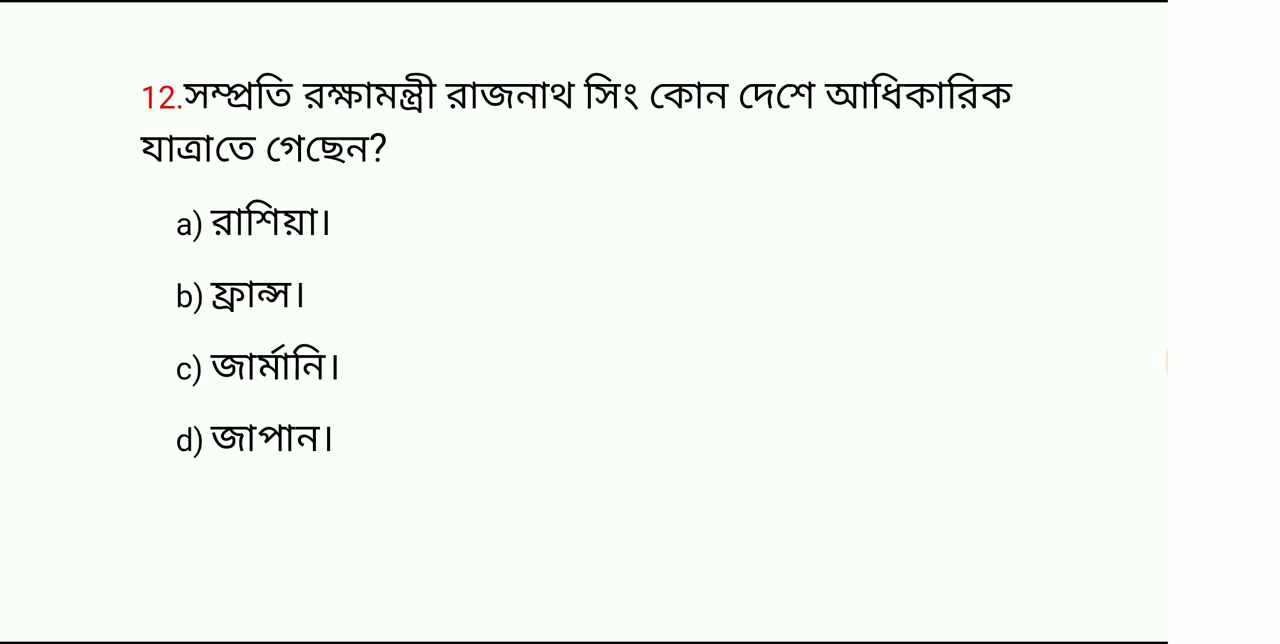 12.সম্প্রতি রক্ষামন্ত্রী রাজনাথ সিং কোন দেশে আধিকারিক
যাত্রাতে গেছেন?
a) রাশিয়া।
b) ফ্রান্স।
c) জার্মানি।
d) জাপান।